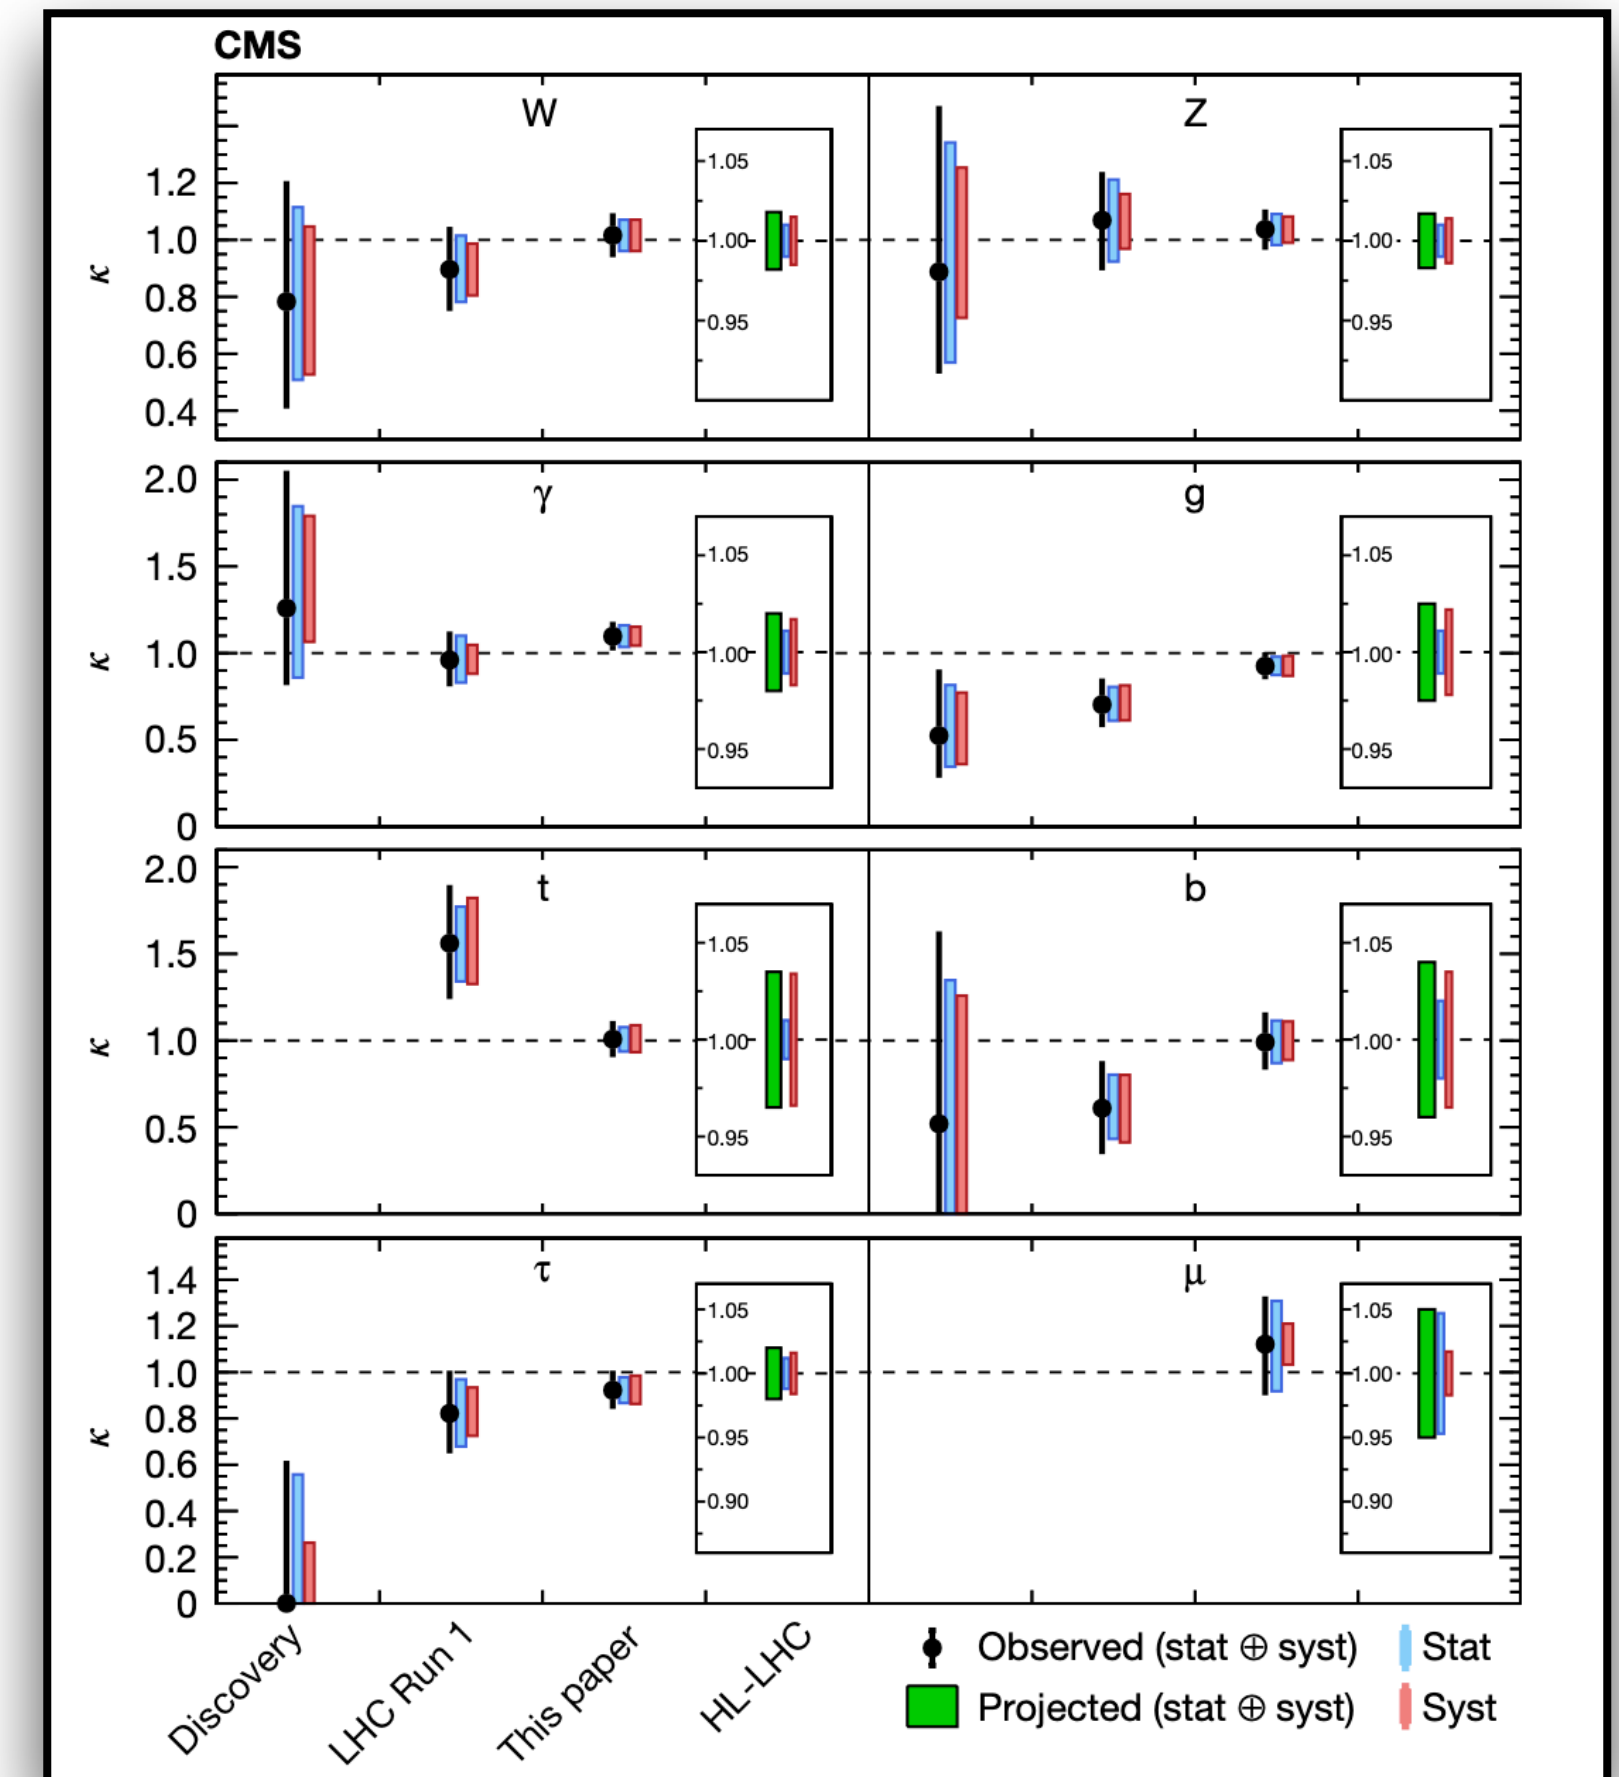 CMS
W
Z
κ
1.2
1.0
0.8
0.6
0.4
1.05
1.00
0.95
1.05
1.00
0.95
γ
g
κ
2.0
1.5
1.0
0.5
0
1.05
1.00
0.95
1.05
1.00
0.95
t
b
κ
2.0
1.5
1.0
0.5
0
1.05
1.00
0.95
1.05
1.00
0.95
τ
μ
κ
1.4
1.2
1.0
0.8
0.6
0.4
0.2
0
1.05
1.00
0.95
0.90
1.05
1.00
0.95
0.90
Discovery
LHC Run 1
This paper
HL-LHC
Observed (stat ⊕ syst)
Stat
Projected (stat ⊕ syst)
Syst